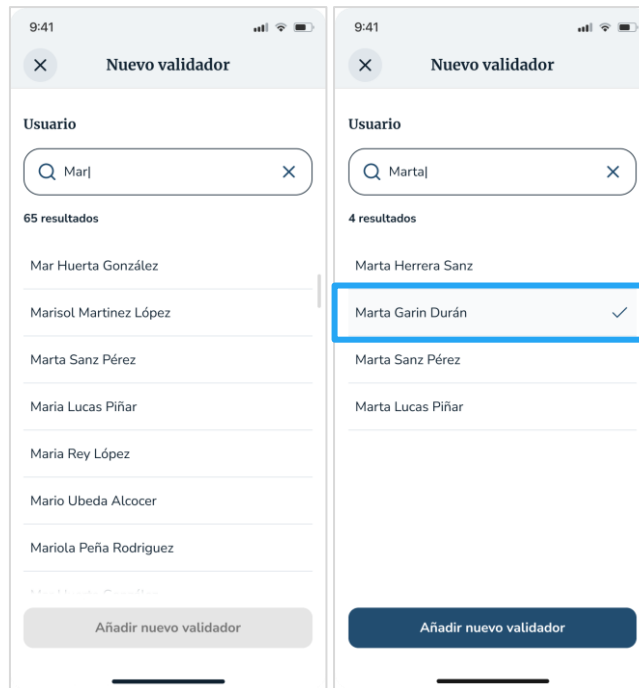 9:41
Nuevo validador
Usuario
Mar
65 resultados
Mar Huerta González
Marisol Martinez López
Marta Sanz Pérez
Maria Lucas Piñar
Maria Rey López
Mario Ubeda Alcocer
Mariola Peña Rodriguez
Añadir nuevo validador
9:41
Nuevo validador
Usuario
Marta
4 resultados
Marta Herrera Sanz
Marta Garin Durán
Marta Sanz Pérez
Marta Lucas Piñar
Añadir nuevo validador